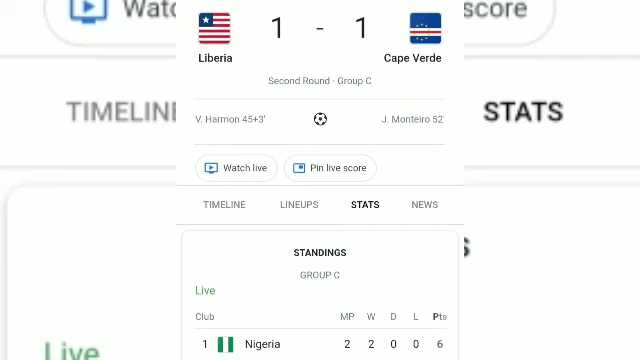 1 - 1
Liberia Cape Verde
Second Round · Group C
V. Harmon 45+3' J. Monteiro 52'
Watch live Pin live score
TIMELINE LINEUPS STATS NEWS
STANDINGS
GROUP C
Live
Club MP W D L Pts
1 Nigeria 2 2 0 0 6
Watc
score
TIMELINE
STATS
Live